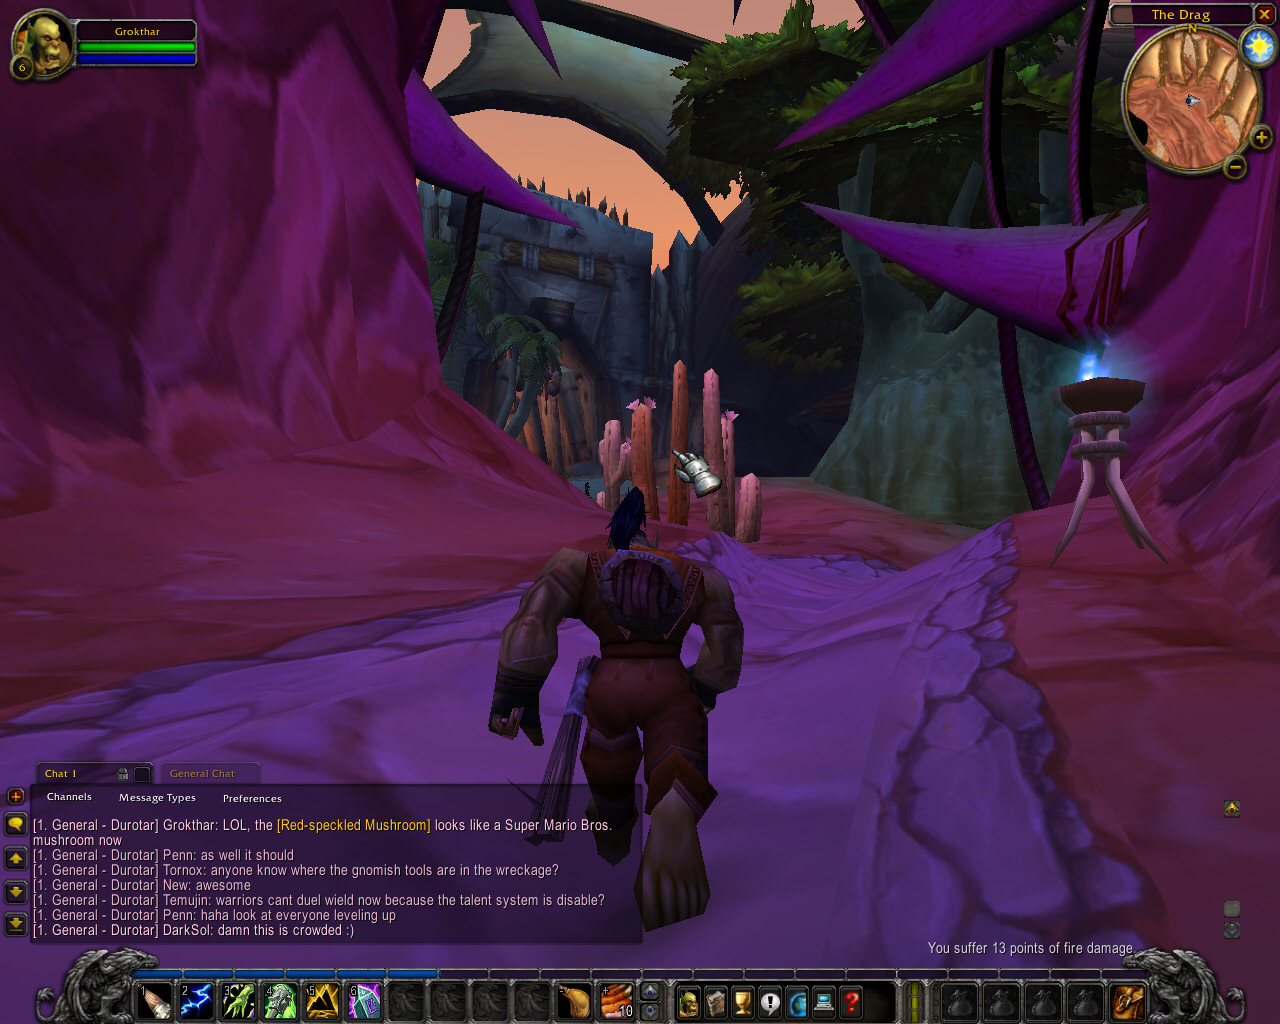 Grokthar
6
The Drag
N
Chat 1
General Chat
Channels
Message Types
Preferences
[1. General - Durotar] Grokthar: LOL, the [Red-speckled Mushroom] looks like a Super Mario Bros.
mushroom now
[1. General - Durotar] Penn: as well it should
[1. General - Durotar] Tornox: anyone know where the gnomish tools are in the wreckage?
[1. General - Durotar] New: awesome
[1. General - Durotar] Temujin: warriors cant duel wield now because the talent system is disable?
[1. General - Durotar] Penn: haha look at everyone leveling up
[1. General - Durotar] DarkSol: damn this is crowded :)
You suffer 13 points of fire damage.
1 2 3 4 5 6 - + 10
! ?